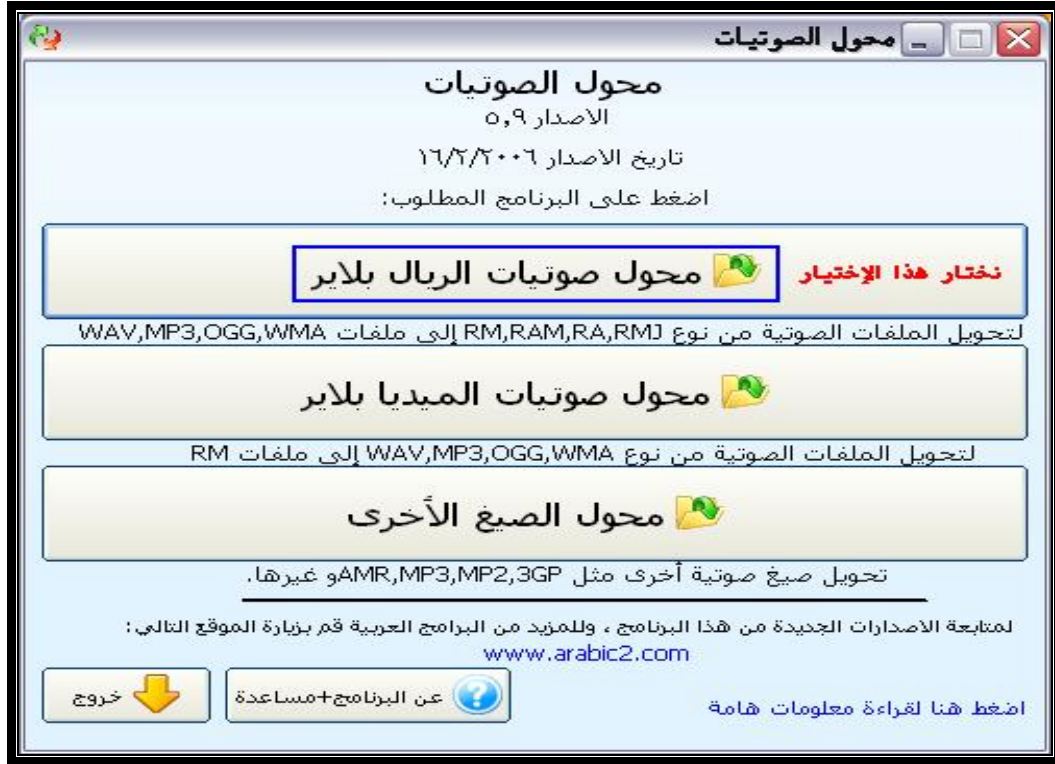 محول الصوتيات
محول الصوتيات
الاصدار ٥,٩
تاريخ الاصدار ١٦/٢/٢٠٠٦
اضغط على البرنامج المطلوب:
نختار هذا الإختيار
محول صوتيات الريال بلاير
لتحويل الملفات الصوتية من نوع RM,RAM,RA,RMJ إلى ملفات WAV,MP3,OGG,WMA
محول صوتيات الميديا بلاير
لتحويل الملفات الصوتية من نوع WAV,MP3,OGG,WMA إلى ملفات RM
محول الصيغ الأخرى
تحويل صيغ صوتية أخرى مثل AMR,MP3,MP2,3GPو غيرها.
لمتابعة الاصدارات الجديدة من هذا البرنامج ، وللمزيد من البرامج العربية قم بزيارة الموقع التالي:
www.arabic2.com
اضغط هنا لقراءة معلومات هامة
عن البرنامج+مساعدة
خروج